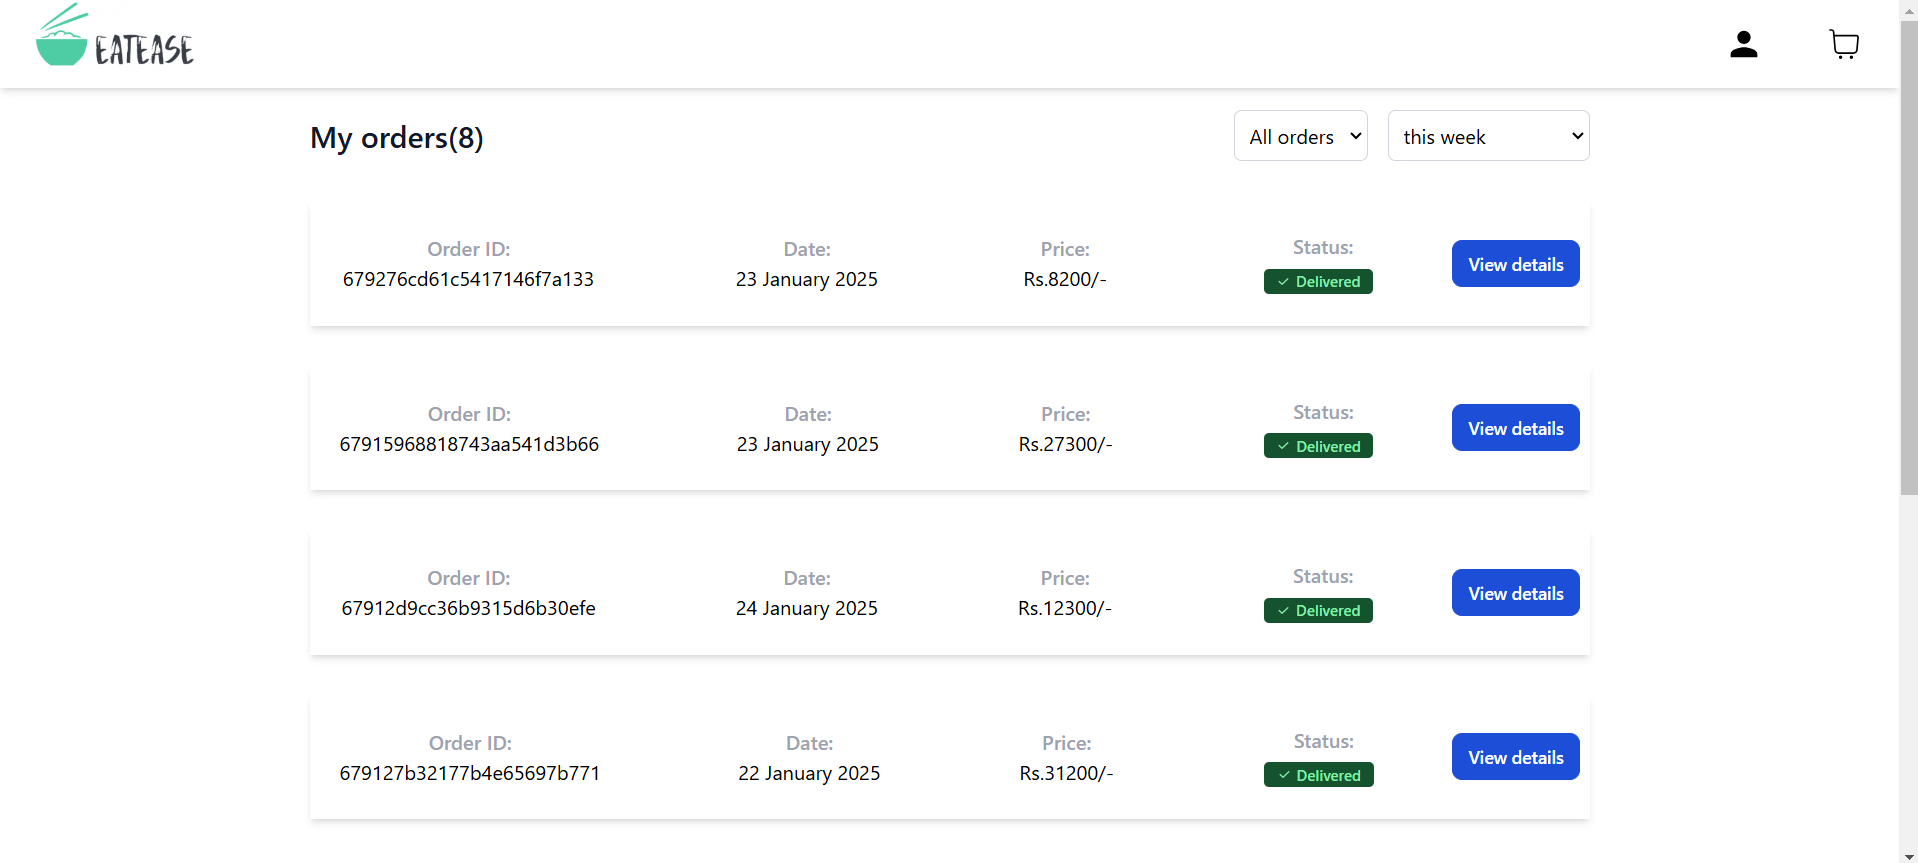 EATEASE
My orders(8)
All orders
this week
Order ID: Date: Price: Status:
679276cd61c5417146f7a133 23 January 2025 Rs.8200/- Delivered View details
Order ID: Date: Price: Status:
67915968818743aa541d3b66 23 January 2025 Rs.27300/- Delivered View details
Order ID: Date: Price: Status:
67912d9cc36b9315d6b30efe 24 January 2025 Rs.12300/- Delivered View details
Order ID: Date: Price: Status:
679127b32177b4e65697b771 22 January 2025 Rs.31200/- Delivered View details